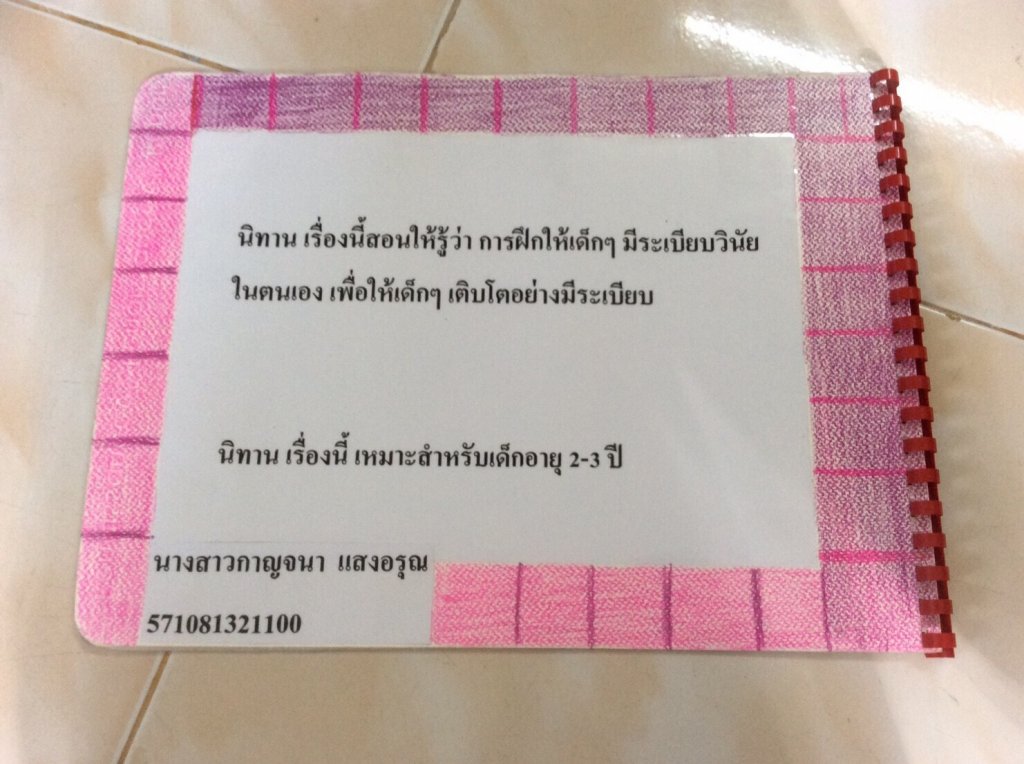 นิทาน เรื่องนี้สอนให้รู้ว่า การฝึกให้เด็กๆ มีระเบียบวินัย
ในตนเอง เพื่อให้เด็กๆ เติบโตอย่างมีระเบียบ
นิทาน เรื่องนี้ เหมาะสำหรับเด็กอายุ 2-3 ปี
นางสาวกาญจนา แสงอรุณ
571081321100